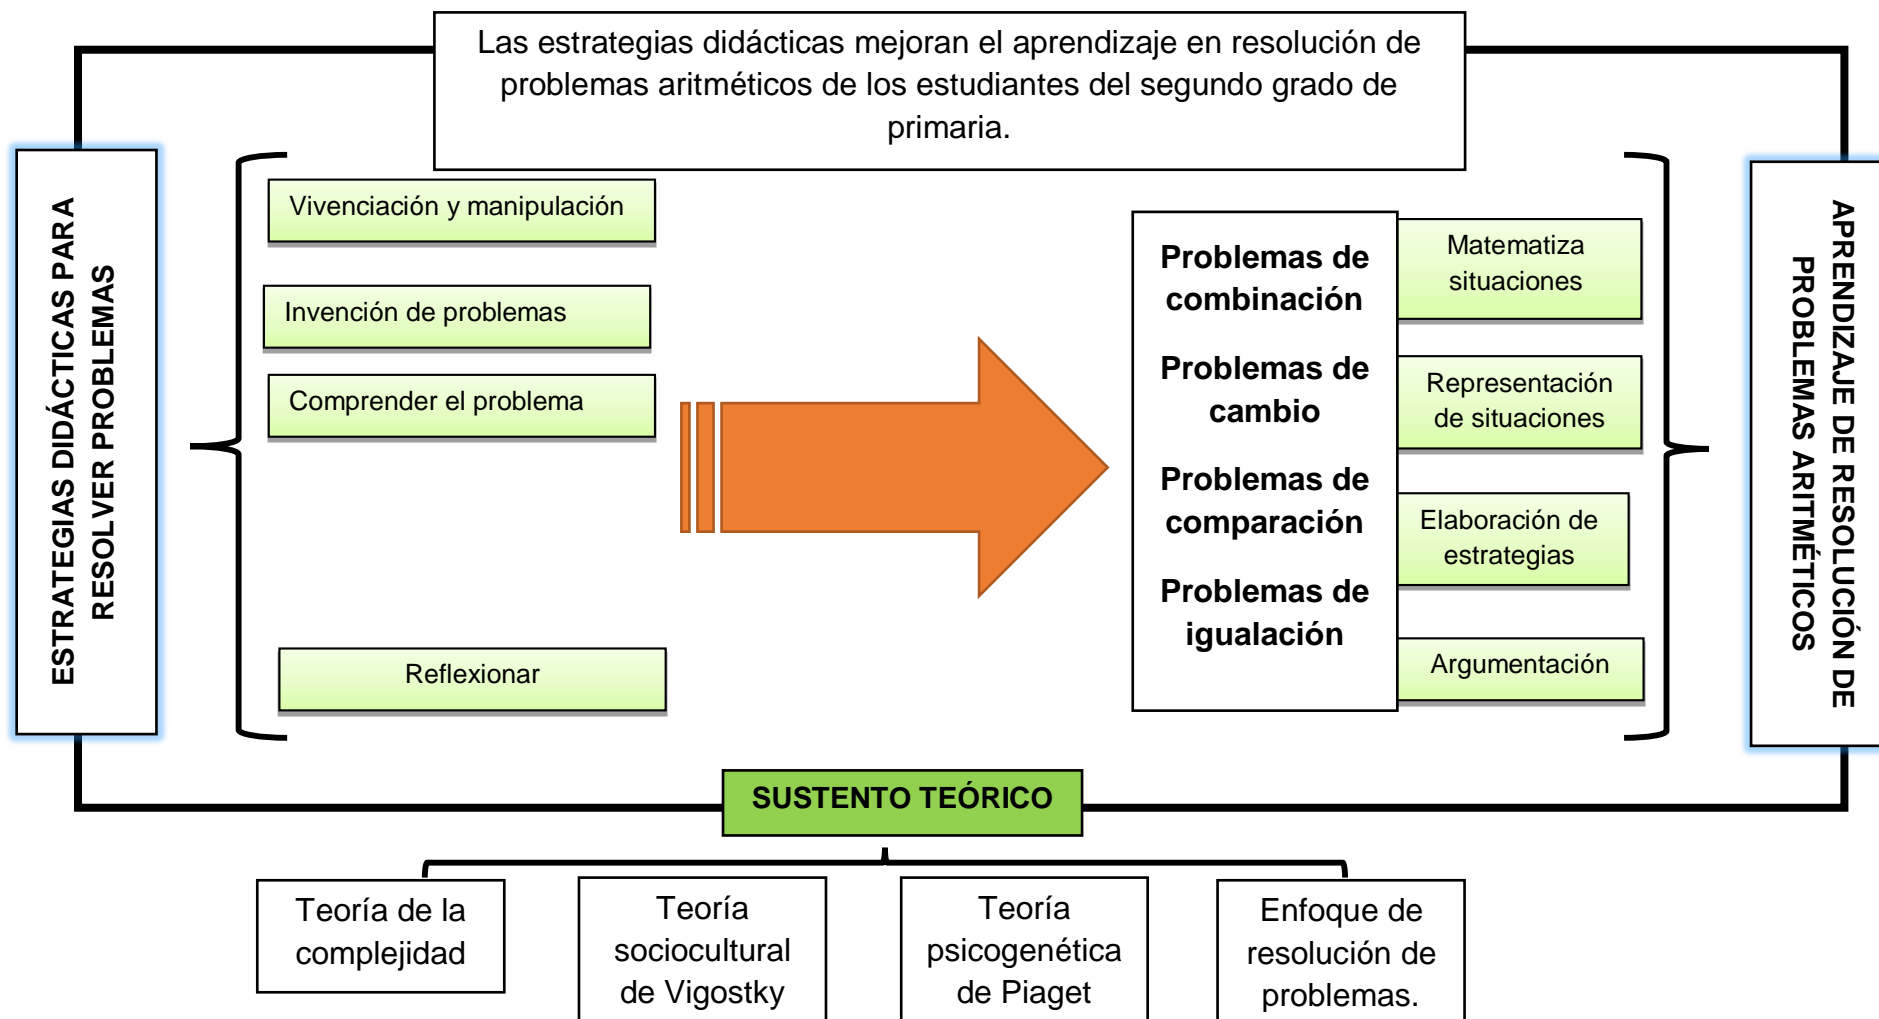 Las estrategias didácticas mejoran el aprendizaje en resolución de
problemas aritméticos de los estudiantes del segundo grado de
primaria.
ESTRATEGIAS DIDÁCTICAS PARA
RESOLVER PROBLEMAS
Vivenciación y manipulación
Invención de problemas
Comprender el problema
Reflexionar
Problemas de
combinación
Problemas de
cambio
Problemas de
comparación
Problemas de
igualación
Matematiza
situaciones
Representación
de situaciones
Elaboración de
estrategias
Argumentación
APRENDIZAJE DE RESOLUCIÓN DE
PROBLEMAS ARITMÉTICOS
SUSTENTO TEÓRICO
Teoría de la
complejidad
Teoría
sociocultural
de Vigostky
Teoría
psicogenética
de Piaget
Enfoque de
resolución de
problemas.